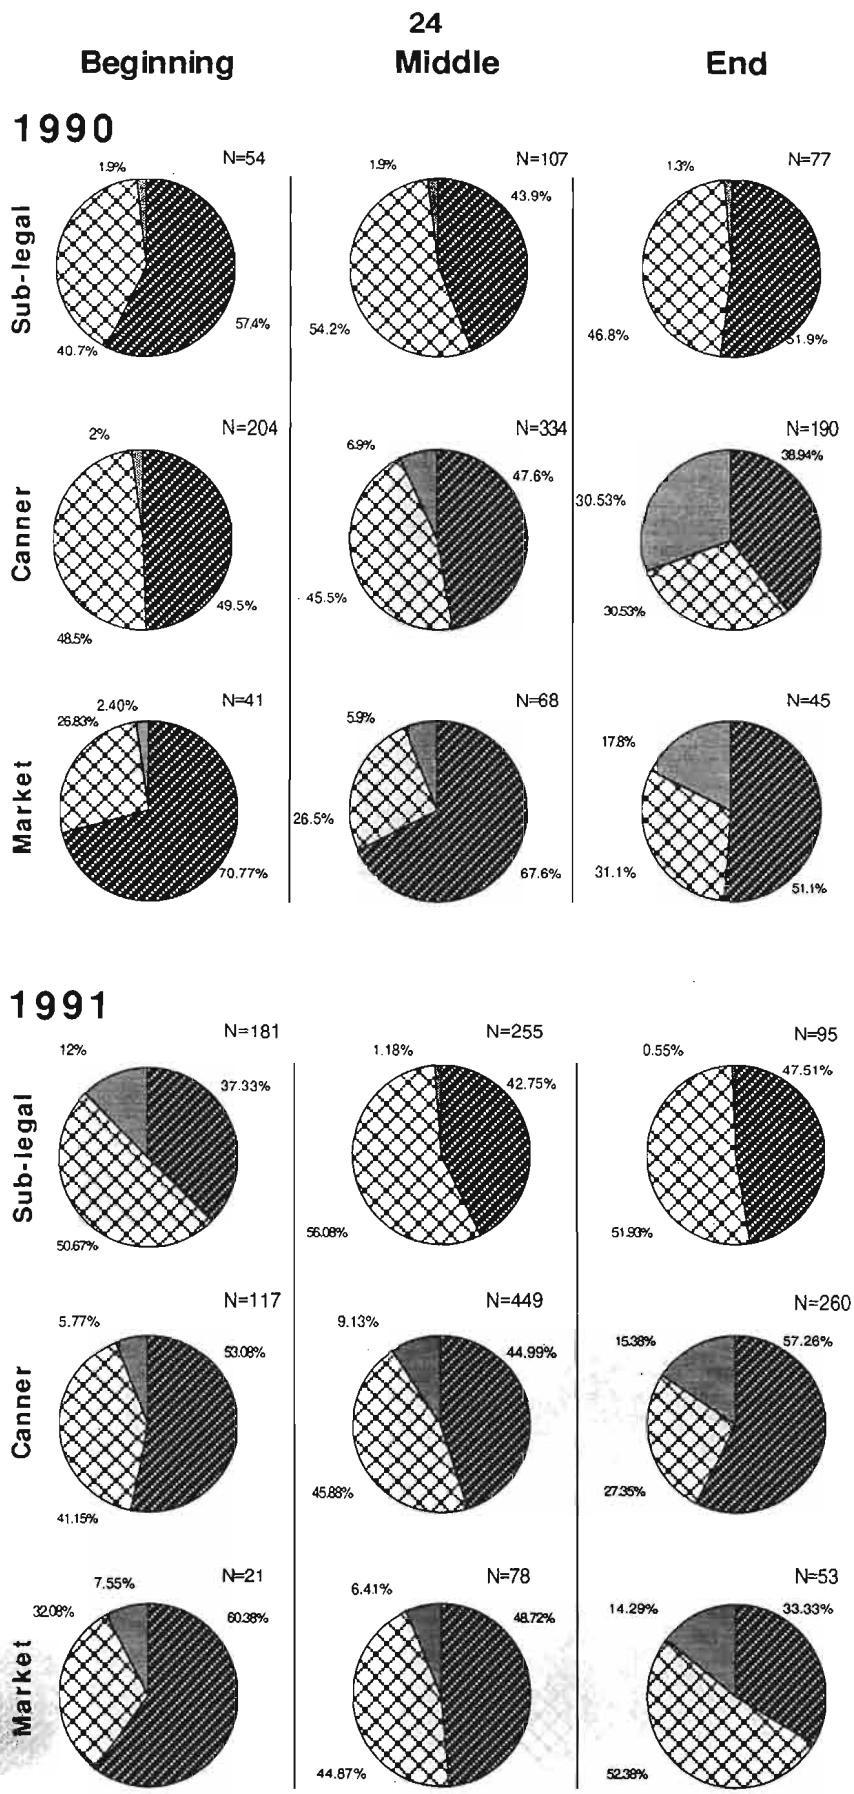 24
Beginning Middle End
1990
Sub-legal
1.9% N=54
57.4%
40.7%
1.9% N=107
43.9%
54.2%
1.3% N=77
46.8%
51.9%
Canner
2% N=204
49.5%
48.5%
6.9% N=334
47.6%
45.5%
N=190
38.94%
30.53%
30.53%
Market
2.40% N=41
26.83%
70.77%
5.9% N=68
26.5%
67.6%
N=45
17.8%
31.1%
51.1%
1991
Sub-legal
12% N=181
37.33%
50.67%
1.18% N=255
42.75%
56.08%
0.55% N=95
47.51%
51.93%
Canner
5.77% N=117
53.08%
41.15%
9.13% N=449
44.99%
45.88%
N=260
15.38% 57.26%
27.35%
Market
7.55% N=21
32.08% 60.38%
6.41% N=78
48.72%
44.87%
N=53
14.29% 33.33%
52.38%